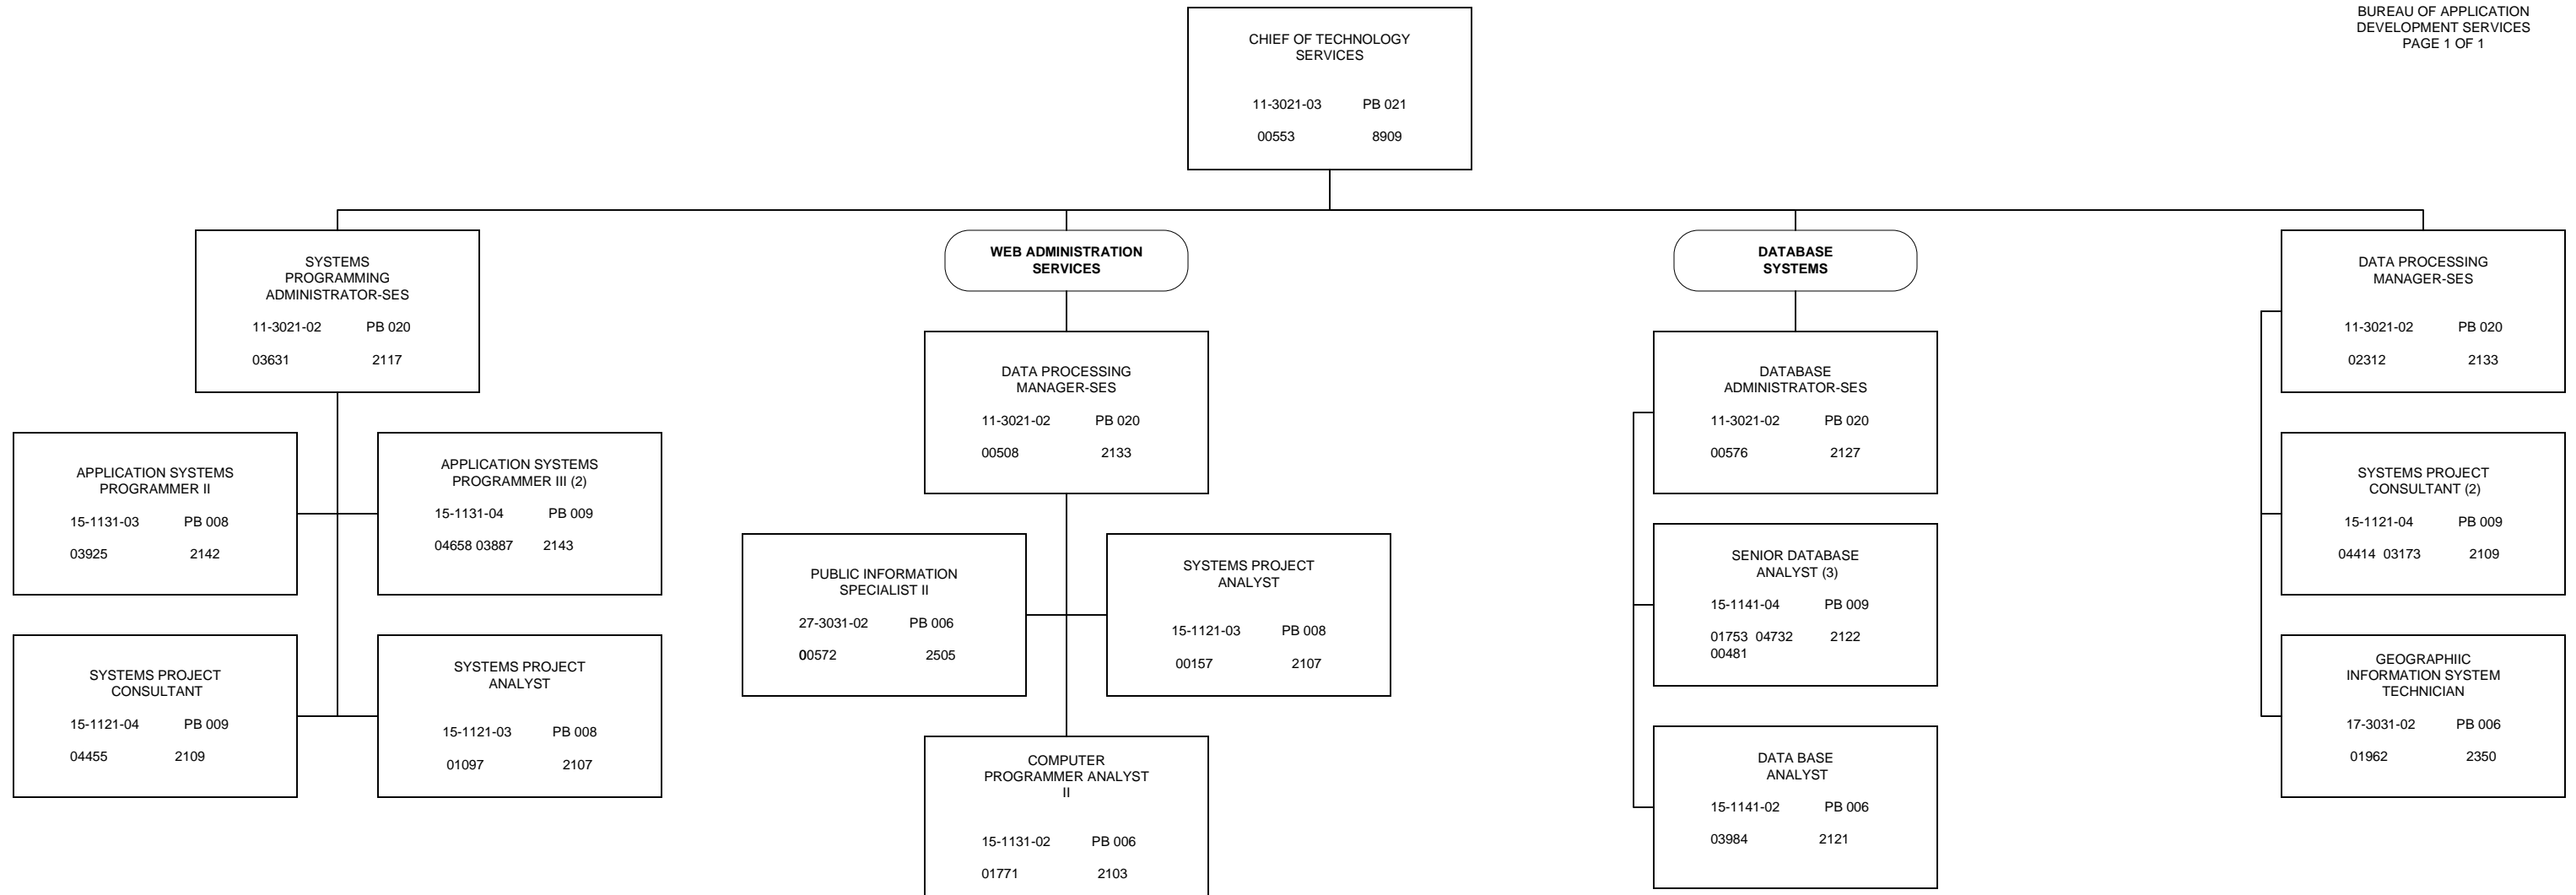 BUREAU OF APPLICATION
DEVELOPMENT SERVICES
PAGE 1 OF 1
CHIEF OF TECHNOLOGY
SERVICES
11-3021-03 PB 021
00553 8909
SYSTEMS
PROGRAMMING
ADMINISTRATOR-SES
11-3021-02 PB 020
03631 2117
APPLICATION SYSTEMS
PROGRAMMER II
15-1131-03 PB 008
03925 2142
APPLICATION SYSTEMS
PROGRAMMER III (2)
15-1131-04 PB 009
04658 03887 2143
SYSTEMS PROJECT
CONSULTANT
15-1121-04 PB 009
04455 2109
SYSTEMS PROJECT
ANALYST
15-1121-03 PB 008
01097 2107
WEB ADMINISTRATION
SERVICES
DATA PROCESSING
MANAGER-SES
11-3021-02 PB 020
00508 2133
PUBLIC INFORMATION
SPECIALIST II
27-3031-02 PB 006
00572 2505
SYSTEMS PROJECT
ANALYST
15-1121-03 PB 008
00157 2107
COMPUTER
PROGRAMMER ANALYST
II
15-1131-02 PB 006
01771 2103
DATABASE
SYSTEMS
DATABASE
ADMINISTRATOR-SES
11-3021-02 PB 020
00576 2127
SENIOR DATABASE
ANALYST (3)
15-1141-04 PB 009
01753 04732 2122
00481
DATA BASE
ANALYST
15-1141-02 PB 006
03984 2121
DATA PROCESSING
MANAGER-SES
11-3021-02 PB 020
02312 2133
SYSTEMS PROJECT
CONSULTANT (2)
15-1121-04 PB 009
04414 03173 2109
GEOGRAPHIIC
INFORMATION SYSTEM
TECHNICIAN
17-3031-02 PB 006
01962 2350